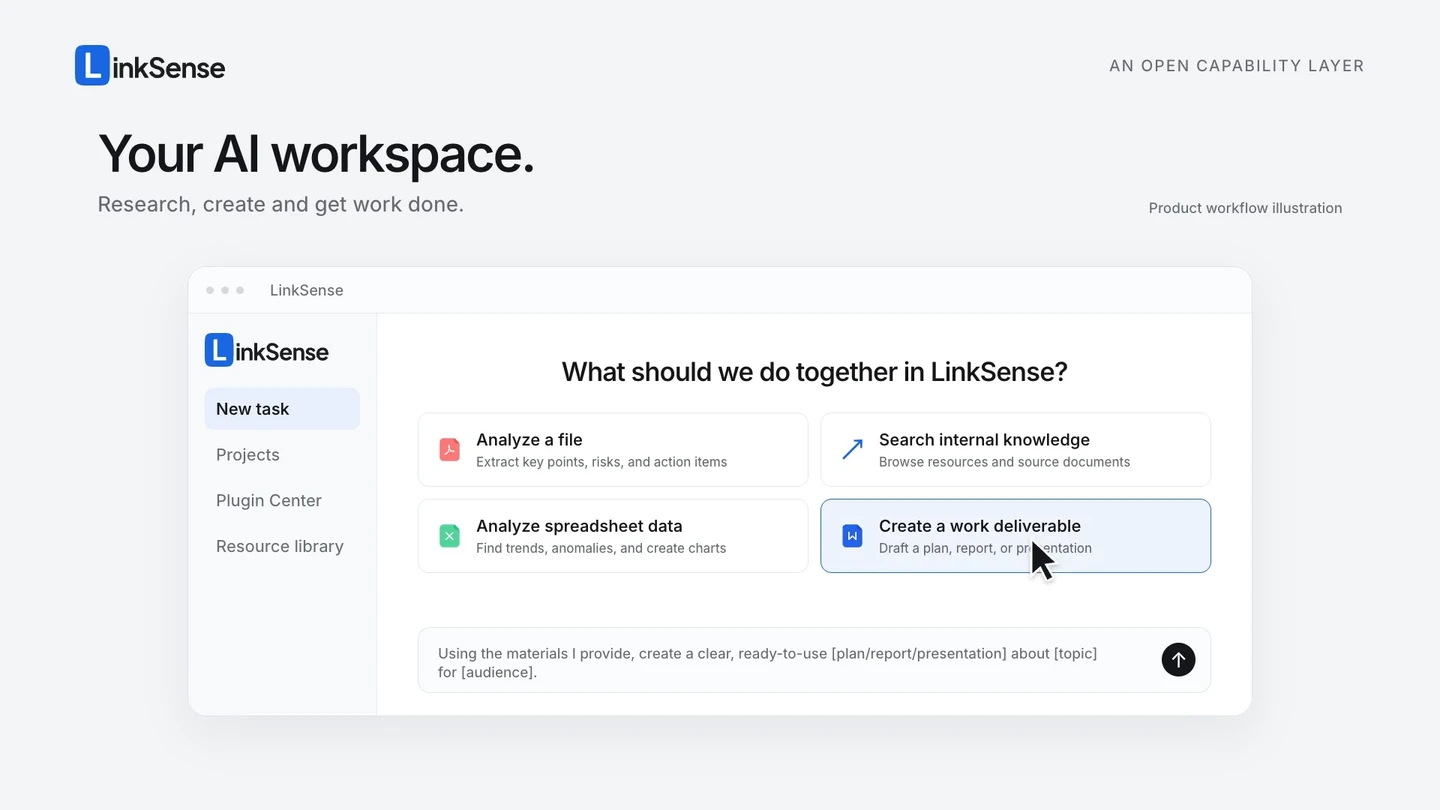 LinkSense
AN OPEN CAPABILITY LAYER
Your AI workspace.
Research, create and get work done.
Product workflow illustration
LinkSense
LinkSense
New task
Projects
Plugin Center
Resource library
What should we do together in LinkSense?
Analyze a file
Extract key points, risks, and action items
Search internal knowledge
Browse resources and source documents
Analyze spreadsheet data
Find trends, anomalies, and create charts
Create a work deliverable
Draft a plan, report, or presentation
Using the materials I provide, create a clear, ready-to-use [plan/report/presentation] about [topic]
for [audience].